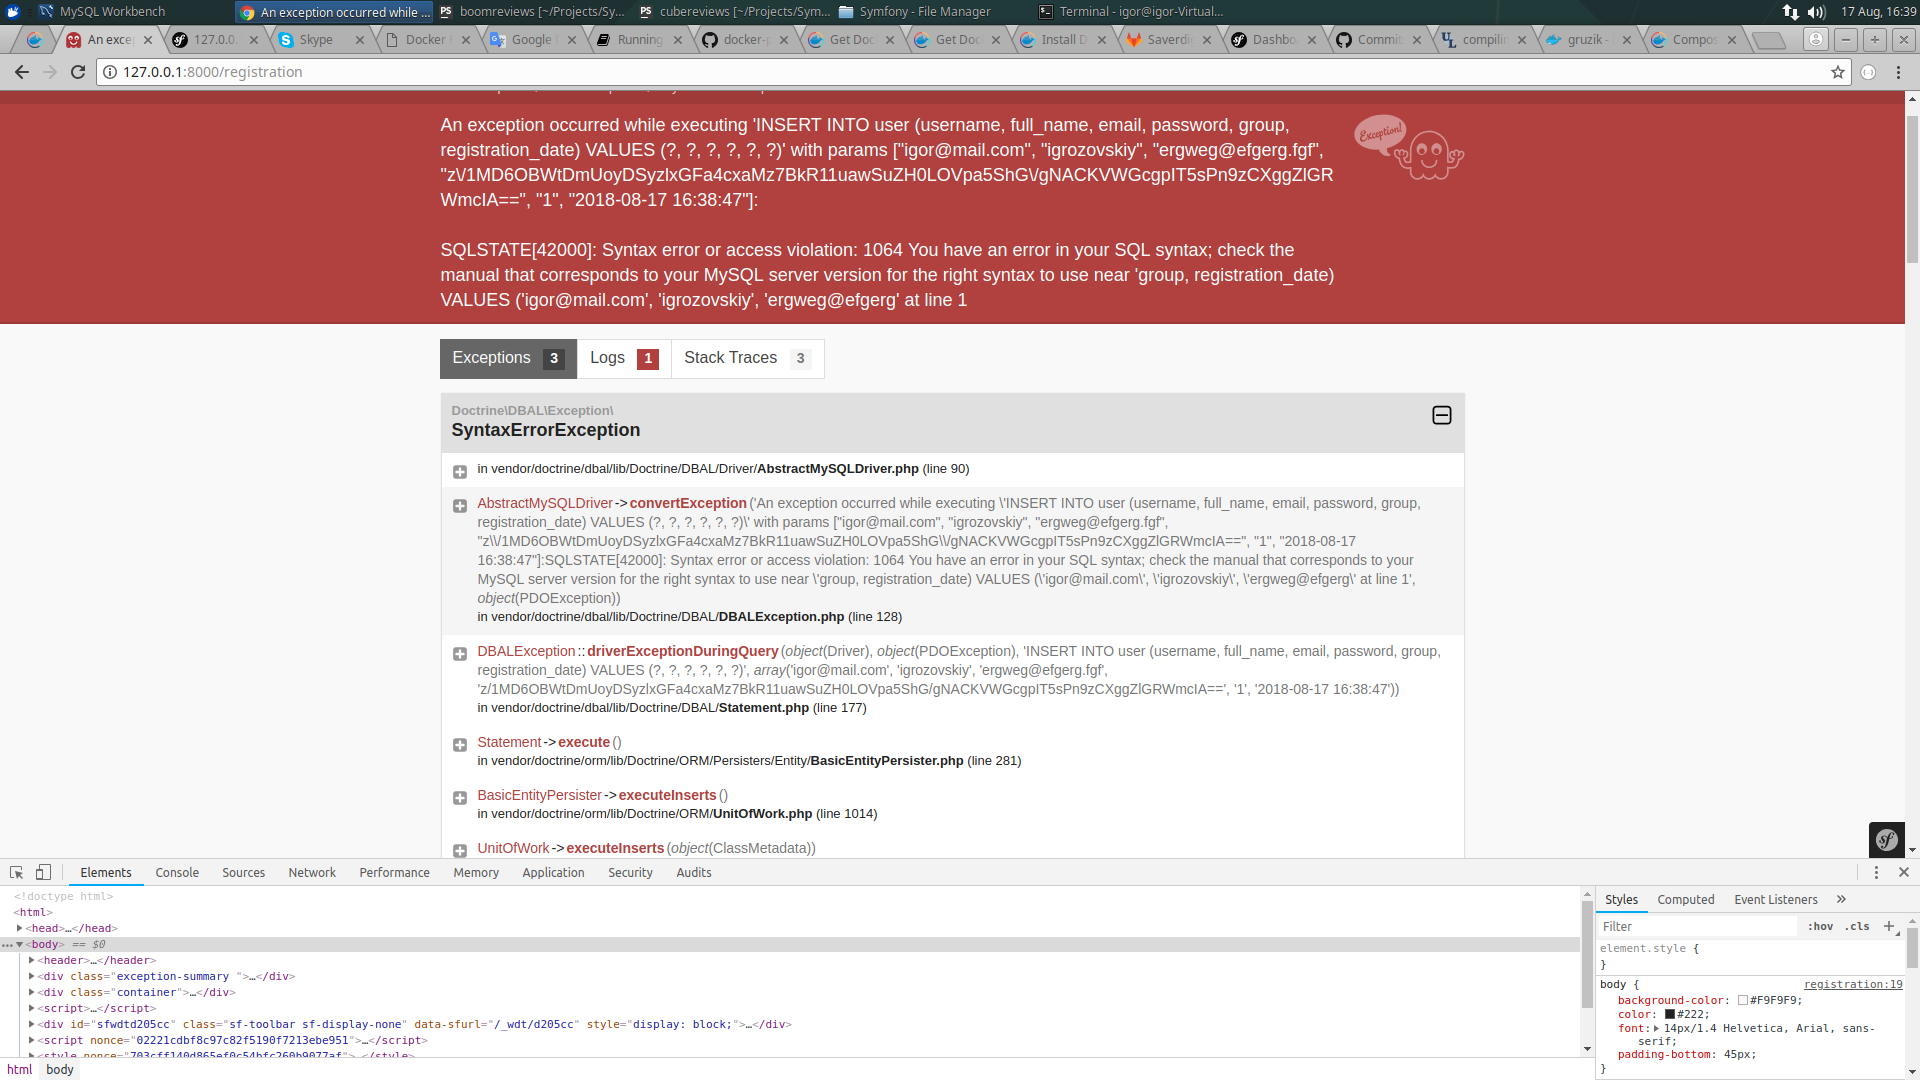 MySQL Workbench
An exception occurred while ...
boomreviews [~/Projects/Sy...
cubereviews [~/Projects/Sym...
Symfony - File Manager
Terminal - igor@igor-Virtual...
17 Aug, 16:39
An exce
127.0.0.
Skype
Docker
Google
Running
docker-p
Get Doc
Get Doc
Install D
Saverdi
Dashbo
Commit
compilin
gruzik -
Compos
127.0.0.1:8000/registration
An exception occurred while executing 'INSERT INTO user (username, full_name, email, password, group,
registration_date) VALUES (?, ?, ?, ?, ?, ?)' with params ["igor@mail.com", "igrozovskiy", "ergweg@efgerg.fgf",
"z\/1MD6OBWtDmUoyDSyzlxGFa4cxaMz7BkR11uawSuZH0LOVpa5ShG\/gNACKVWGcgpIT5sPn9zCXggZlGR
WmcIA==", "1", "2018-08-17 16:38:47"]:
Exception!
SQLSTATE[42000]: Syntax error or access violation: 1064 You have an error in your SQL syntax; check the
manual that corresponds to your MySQL server version for the right syntax to use near 'group, registration_date)
VALUES ('igor@mail.com', 'igrozovskiy', 'ergweg@efgerg' at line 1
Exceptions 3 Logs 1 Stack Traces 3
Doctrine\DBAL\Exception\
SyntaxErrorException
in vendor/doctrine/dbal/lib/Doctrine/DBAL/Driver/AbstractMySQLDriver.php (line 90)
AbstractMySQLDriver->convertException('An exception occurred while executing \'INSERT INTO user (username, full_name, email, password, group,
registration_date) VALUES (?, ?, ?, ?, ?, ?)\' with params ["igor@mail.com", "igrozovskiy", "ergweg@efgerg.fgf",
"z\\/1MD6OBWtDmUoyDSyzlxGFa4cxaMz7BkR11uawSuZH0LOVpa5ShG\\/gNACKVWGcgpIT5sPn9zCXggZlGRWmcIA==", "1", "2018-08-17
16:38:47"]:SQLSTATE[42000]: Syntax error or access violation: 1064 You have an error in your SQL syntax; check the manual that corresponds to your
MySQL server version for the right syntax to use near \'group, registration_date) VALUES (\'igor@mail.com\', \'igrozovskiy\', \'ergweg@efgerg\' at line 1',
object(PDOException))
in vendor/doctrine/dbal/lib/Doctrine/DBAL/DBALException.php (line 128)
DBALException::driverExceptionDuringQuery(object(Driver), object(PDOException), 'INSERT INTO user (username, full_name, email, password, group,
registration_date) VALUES (?, ?, ?, ?, ?, ?)', array('igor@mail.com', 'igrozovskiy', 'ergweg@efgerg.fgf',
'z/1MD6OBWtDmUoyDSyzlxGFa4cxaMz7BkR11uawSuZH0LOVpa5ShG/gNACKVWGcgpIT5sPn9zCXggZlGRWmcIA==', '1', '2018-08-17 16:38:47'))
in vendor/doctrine/dbal/lib/Doctrine/DBAL/Statement.php (line 177)
Statement->execute()
in vendor/doctrine/orm/lib/Doctrine/ORM/Persisters/Entity/BasicEntityPersister.php (line 281)
BasicEntityPersister->executeInserts()
in vendor/doctrine/orm/lib/Doctrine/ORM/UnitOfWork.php (line 1014)
UnitOfWork->executeInserts(object(ClassMetadata))
Elements Console Sources Network Performance Memory Application Security Audits
<!doctype html>
<html>
<head>…</head>
<body> == $0
<header>…</header>
<div class="exception-summary ">…</div>
<div class="container">…</div>
<script>…</script>
<div id="sfwdtd205cc" class="sf-toolbar sf-display-none" data-sfurl="/_wdt/d205cc" style="display: block;">…</div>
<script nonce="02221cdbf8c97c82f5190f7213ebe951">…</script>
<style nonce="703cff140d865ef0c54bfc260b9077af">…</style>
html body
Styles Computed Event Listeners »
Filter :hov .cls +
element.style {
}
body { registration:19
background-color: #F9F9F9;
color: #222;
font: 14px/1.4 Helvetica, Arial, sans-
serif;
padding-bottom: 45px;
}